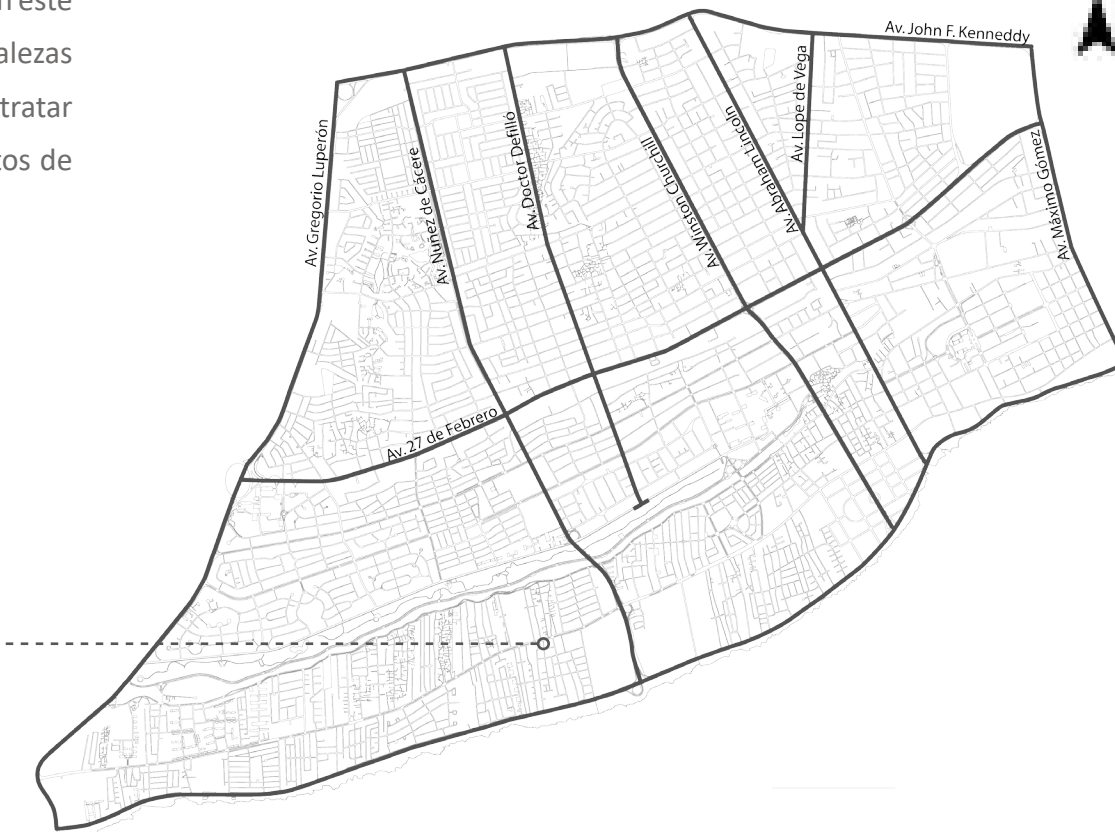 este
alezas
tratar
tos de
Av. John F. Kenneddy
Av. Lope de Vega
Av. Abraham Lincoln
Av. Winston Churchill
Av. Doctor Defilló
Av. Nuñez de Cácere
Av. Gregorio Luperón
Av. Máximo Gómez
Av. 27 de Febrero